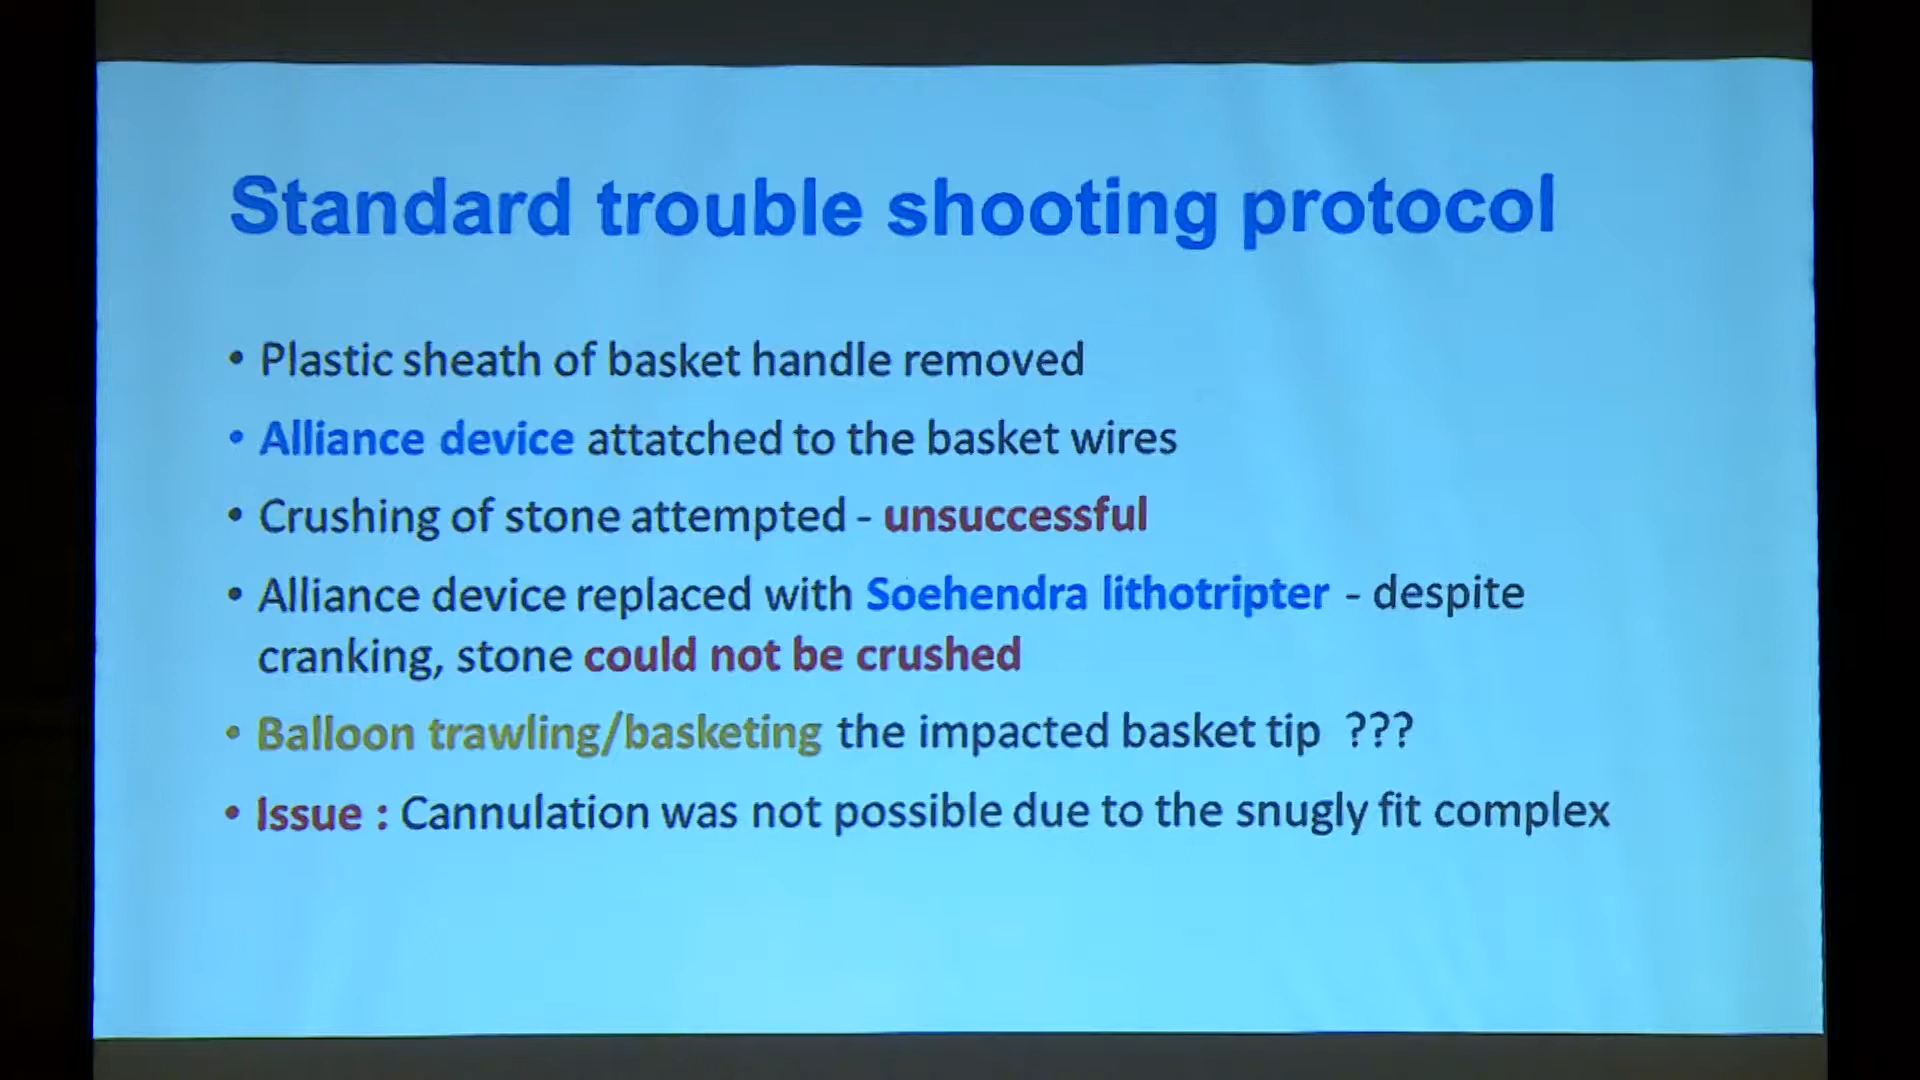 Standard trouble shooting protocol
• Plastic sheath of basket handle removed
• Alliance device attatched to the basket wires
• Crushing of stone attempted - unsuccessful
• Alliance device replaced with Soehendra lithotripter - despite
cranking, stone could not be crushed
• Balloon trawling/basketing the impacted basket tip ???
• Issue : Cannulation was not possible due to the snugly fit complex